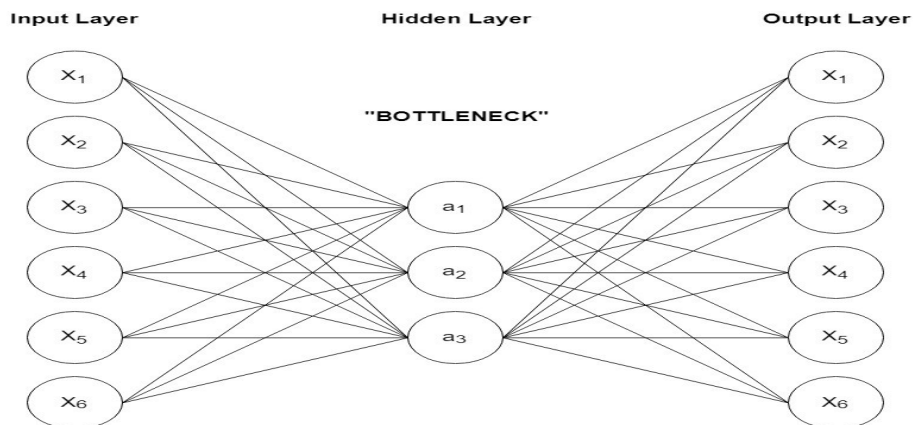 Input Layer Hidden Layer Output Layer
X1 X1
"BOTTLENECK"
X2 X2
X3 a1 X3
X4 a2 X4
X5 a3 X5
X6 X6